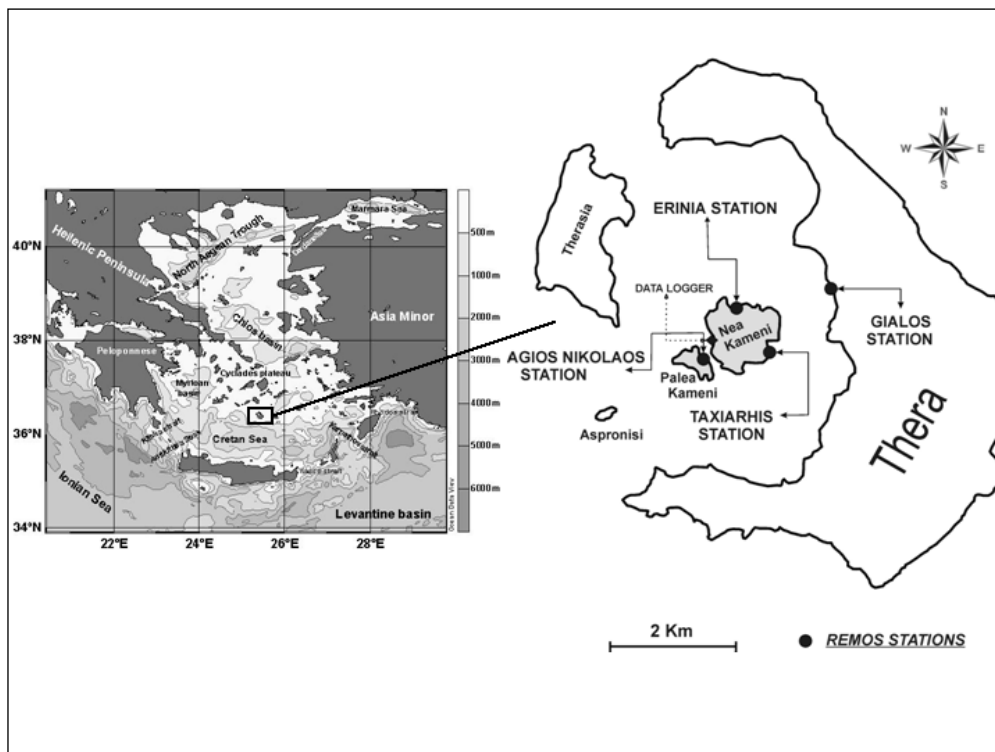 40°N
38°N
36°N
34°N
22°E
24°E
26°E
28°E
Marmara Sea
North Aegean Trough
Hellenic Peninsula
Chios basin
Asia Minor
Peloponnese
Cyclades plateau
Myrtoan
basin
Cretan Sea
Ionian Sea
Levantine basin
500m
1000m
2000m
3000m
4000m
5000m
6000m
Ocean Data View
N
W
E
S
Therasia
ERINIA STATION
DATA LOGGER
Nea
Kameni
GIALOS
STATION
AGIOS NIKOLAOS
STATION
Palea
Kameni
TAXIARHIS
STATION
Aspronisi
Thera
2 Km
REMOS STATIONS